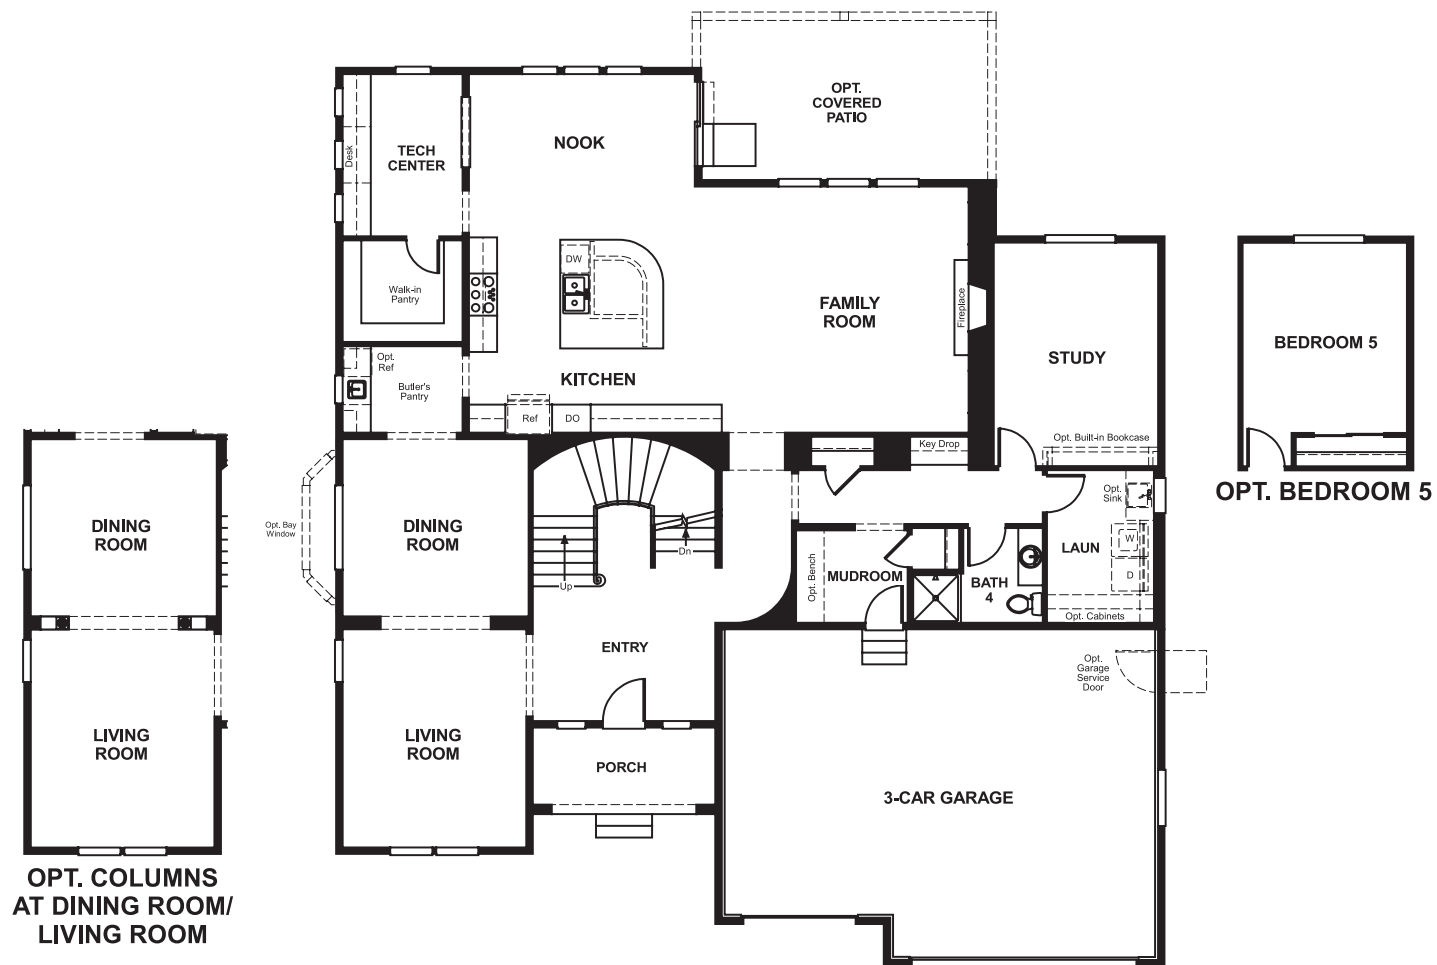 OPT.
COVERED
PATIO
NOOK
TECH
CENTER
Desk
DW
Walk-in
Pantry
FAMILY
ROOM
Fireplace
STUDY
BEDROOM 5
Opt.
Ref
Butler's
Pantry
KITCHEN
Ref
DO
Key Drop
Opt. Built-in Bookcase
OPT. BEDROOM 5
Opt.
Sink
DINING
ROOM
Opt. Bay
Window
DINING
ROOM
Up
Dn
Opt. Bench
MUDROOM
BATH
4
LAUN
W
D
Opt. Cabinets
ENTRY
Opt.
Garage
Service
Door
LIVING
ROOM
LIVING
ROOM
PORCH
3-CAR GARAGE
OPT. COLUMNS
AT DINING ROOM/
LIVING ROOM